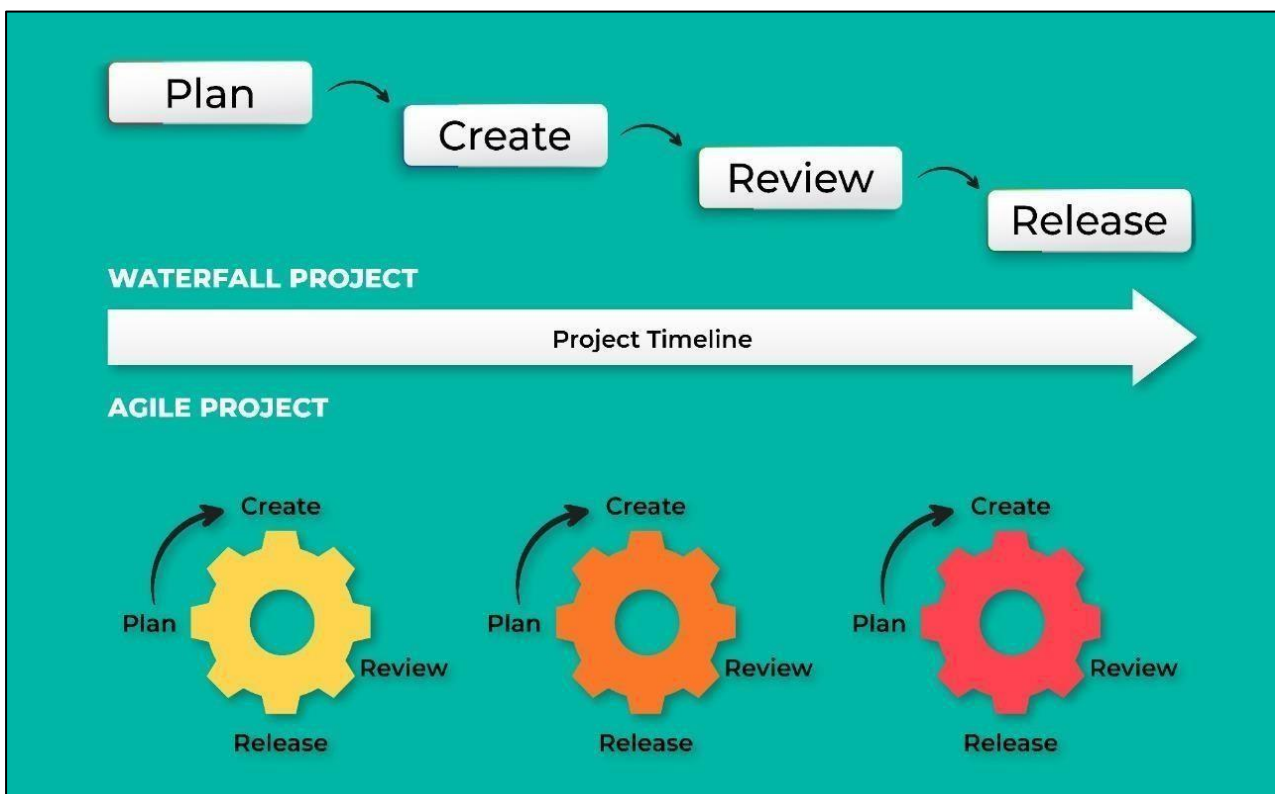 Plan
Create
Review
Release
WATERFALL PROJECT
Project Timeline
AGILE PROJECT
Create
Plan
Review
Release
Create
Plan
Review
Release
Create
Plan
Review
Release